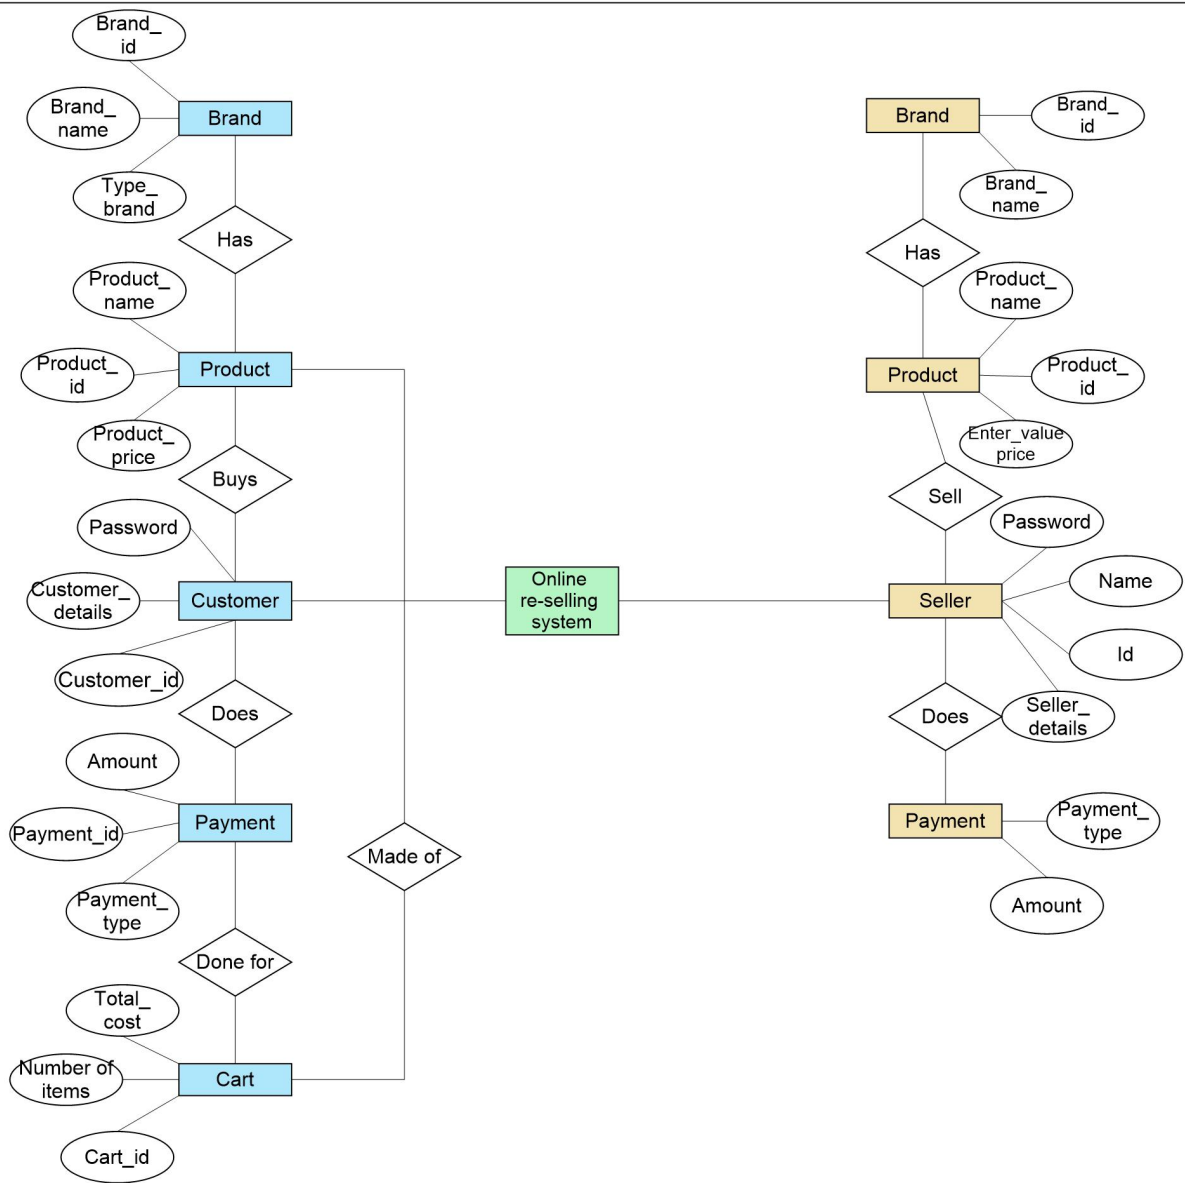 Brand_
id
Brand_
name
Brand
Type_
brand
Has
Product_
name
Product_
id
Product
Product_
price
Buys
Password
Customer_
details
Customer
Customer_id
Does
Amount
Payment_id
Payment
Payment_
type
Made of
Done for
Total_
cost
Number of
items
Cart
Cart_id
Online
re-selling
system
Brand
Brand_
id
Brand_
name
Has
Product_
name
Product
Product_
id
Enter_value
price
Sell
Password
Name
Seller
Id
Seller_
details
Does
Payment
Payment_
type
Amount